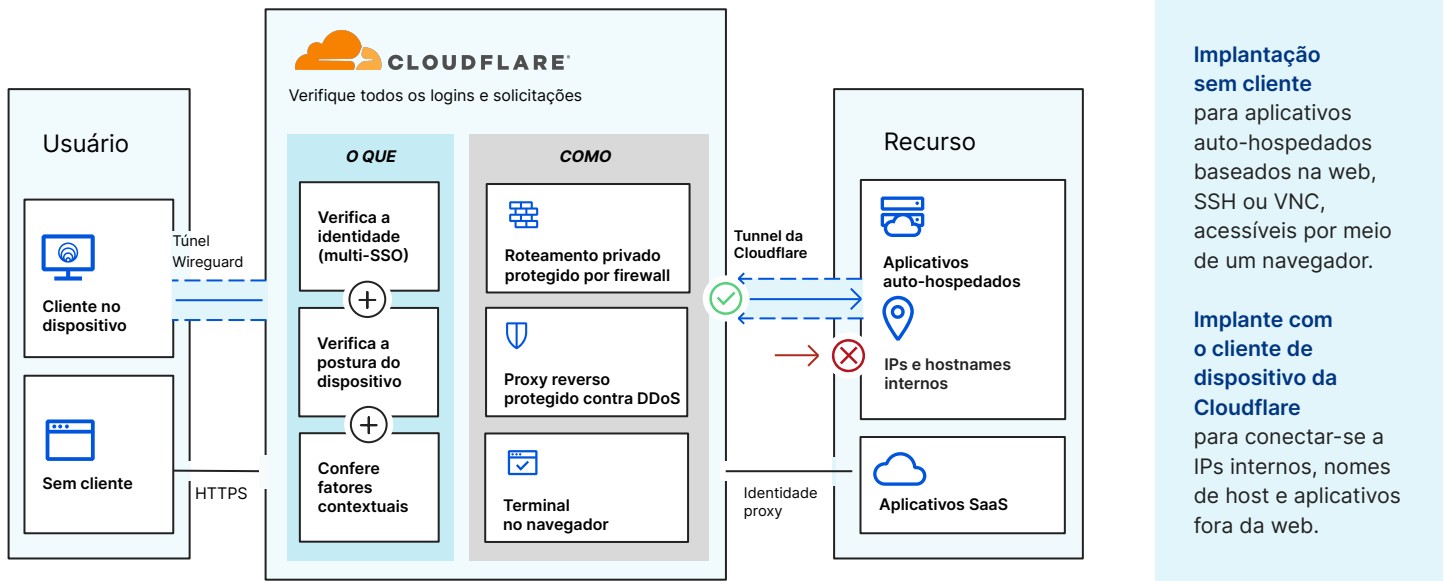 Usuário
Cliente no
dispositivo
Sem cliente
Túnel
Wireguard
HTTPS
CLOUDFLARE
Verifique todos os logins e solicitações
O QUE
Verifica a
identidade
(multi-SSO)
Verifica a
postura do
dispositivo
Confere
fatores
contextuais
COMO
Roteamento privado
protegido por firewall
Proxy reverso
protegido contra DDoS
Terminal
no navegador
Tunnel da
Cloudflare
Identidade
proxy
Recurso
Aplicativos
auto-hospedados
IPs e hostnames
internos
Aplicativos SaaS
Implantação
sem cliente
para aplicativos
auto-hospedados
baseados na web,
SSH ou VNC,
acessíveis por meio
de um navegador.
Implante com
o cliente de
dispositivo da
Cloudflare
para conectar-se a
IPs internos, nomes
de host e aplicativos
fora da web.